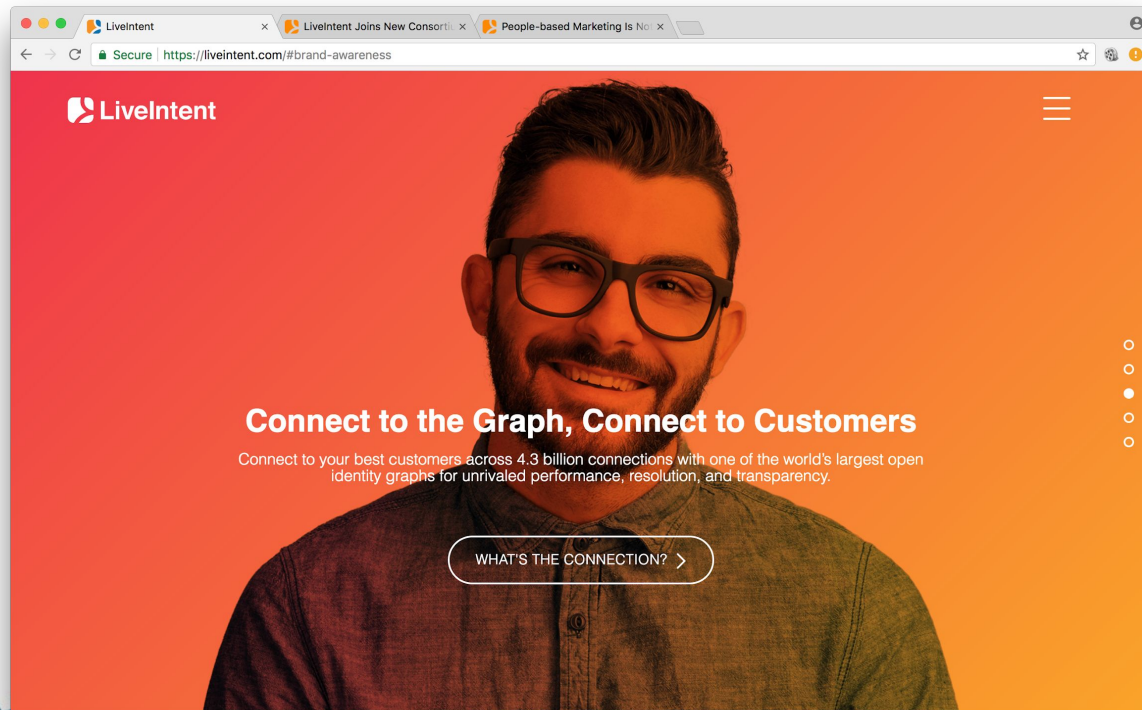 LiveIntent
LiveIntent Joins New Consorti
People-based Marketing Is No
Secure
https://liveintent.com/#brand-awareness
LiveIntent
Connect to the Graph, Connect to Customers
Connect to your best customers across 4.3 billion connections with one of the world's largest open
identity graphs for unrivaled performance, resolution, and transparency.
WHAT'S THE CONNECTION?